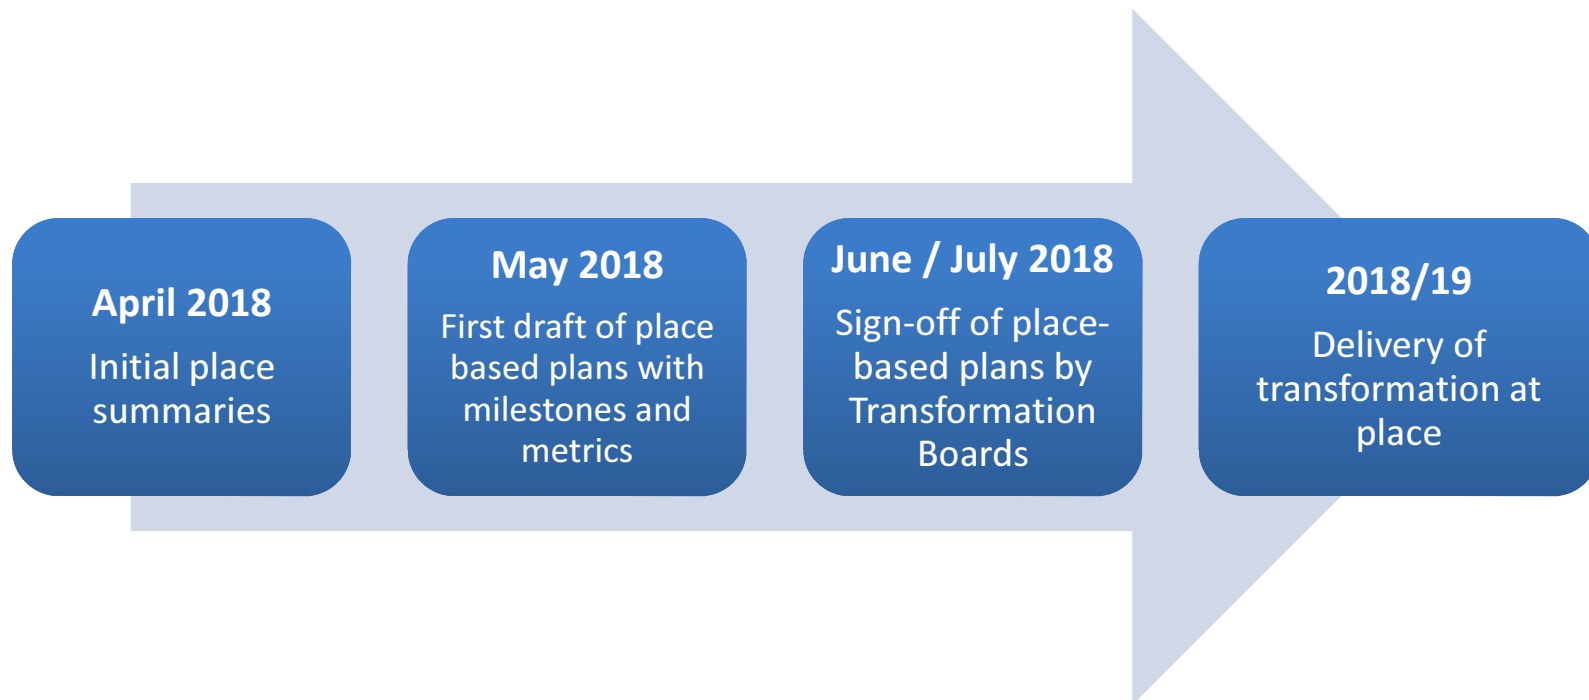 April 2018
Initial place
summaries
May 2018
First draft of place
based plans with
milestones and
metrics
June / July 2018
Sign-off of place-
based plans by
Transformation
Boards
2018/19
Delivery of
transformation at
place